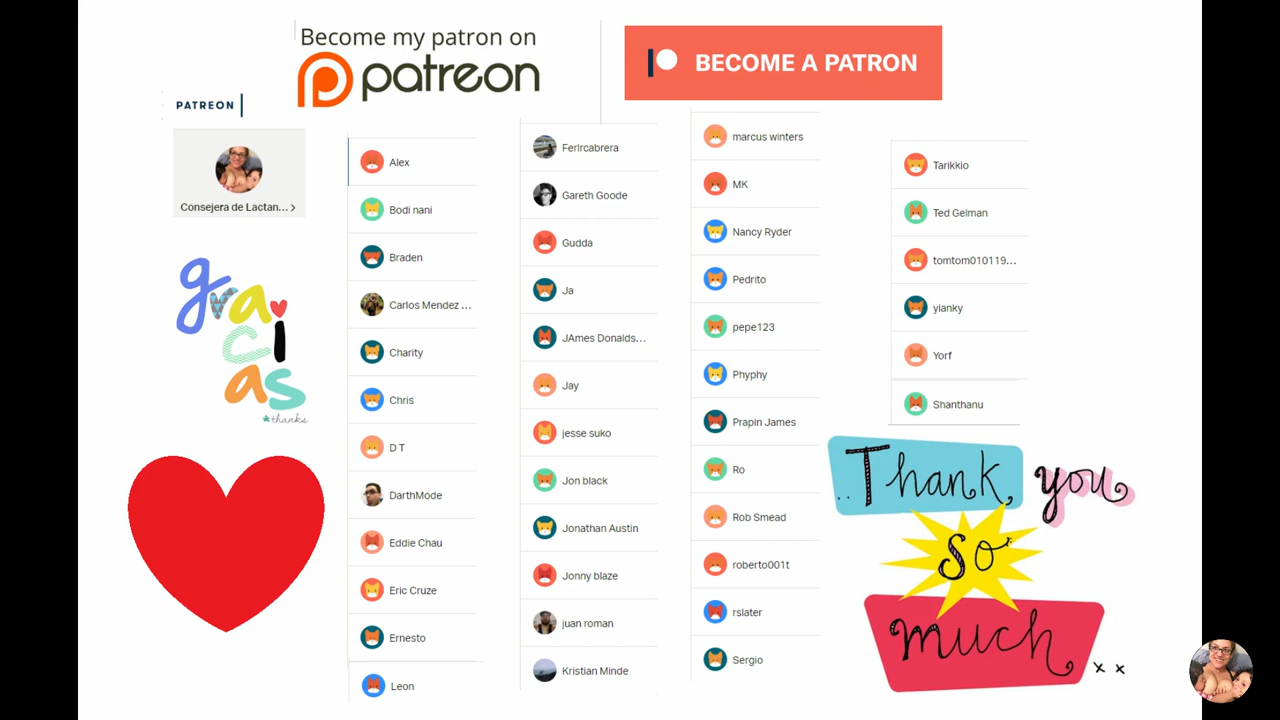 Become my patron on
patreon
BECOME A PATRON
PATREON
Consejera de Lactan... >
gracias
*thanks
Alex
Bodi nani
Braden
Carlos Mendez ...
Charity
Chris
D T
DarthMode
Eddie Chau
Eric Cruze
Ernesto
Leon
Ferlrcabrera
Gareth Goode
Gudda
Ja
JAmes Donalds...
Jay
jesse suko
Jon black
Jonathan Austin
Jonny blaze
juan roman
Kristian Minde
marcus winters
MK
Nancy Ryder
Pedrito
pepe123
Phyphy
Prapin James
Ro
Rob Smead
roberto001t
rslater
Sergio
Tarikkio
Ted Gelman
tomtom010119...
yianky
Yorf
Shanthanu
Thank you
so
much
x x